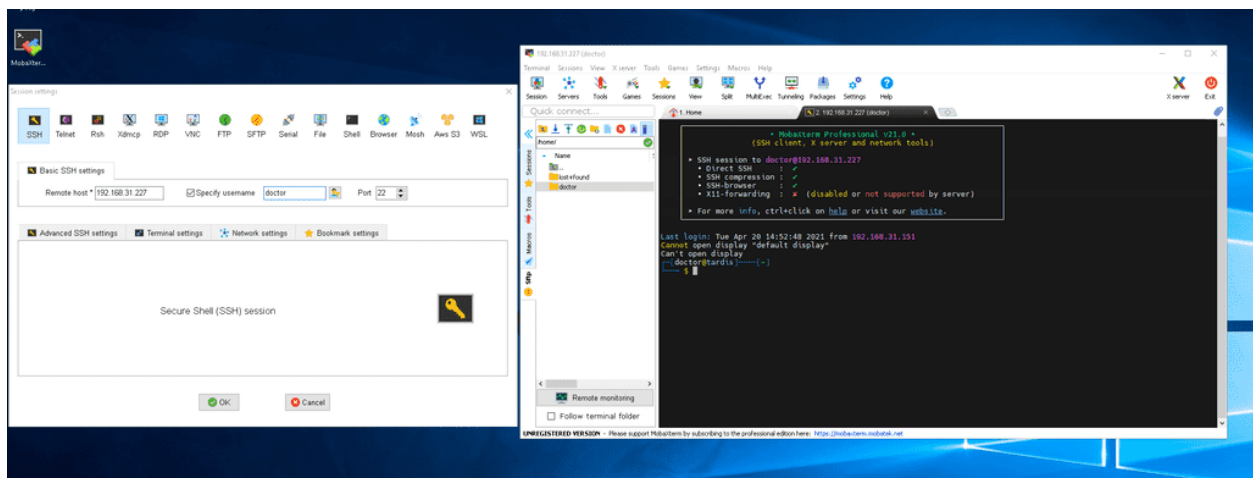 MobaXter...
Session settings
SSH Telnet Rsh Xdmcp RDP VNC FTP SFTP Serial File Shell Browser Mosh Aws S3 WSL
Basic SSH settings
Remote host * 192.168.31.227 Specify username doctor Port 22
Advanced SSH settings Terminal settings Network settings Bookmark settings
Secure Shell (SSH) session
OK Cancel
192.168.31.227 (doctor)
Terminal Sessions View X server Tools Games Settings Macros Help
Session Servers Tools Games Sessions View Split MultiExec Tunneling Packages Settings Help X server Exit
Quick connect...
1. Home 2. 192.168.31.227 (doctor)
/home/
Name
..
lost+found
doctor
Sessions
Tools
Macros
Sftp
• MobaXterm Professional v21.0 •
(SSH client, X server and network tools)
▸ SSH session to doctor@192.168.31.227
• Direct SSH : ✓
• SSH compression : ✓
• SSH-browser : ✓
• X11-forwarding : ✗ (disabled or not supported by server)
▸ For more info, ctrl+click on help or visit our website.
Last login: Tue Apr 20 14:52:48 2021 from 192.168.31.151
Cannot open display "default display"
Can't open display
[doctor@tardis]——[~]
$
Remote monitoring
Follow terminal folder
UNREGISTERED VERSION - Please support MobaXterm by subscribing to the professional edition here: https://mobaxterm.mobatek.net